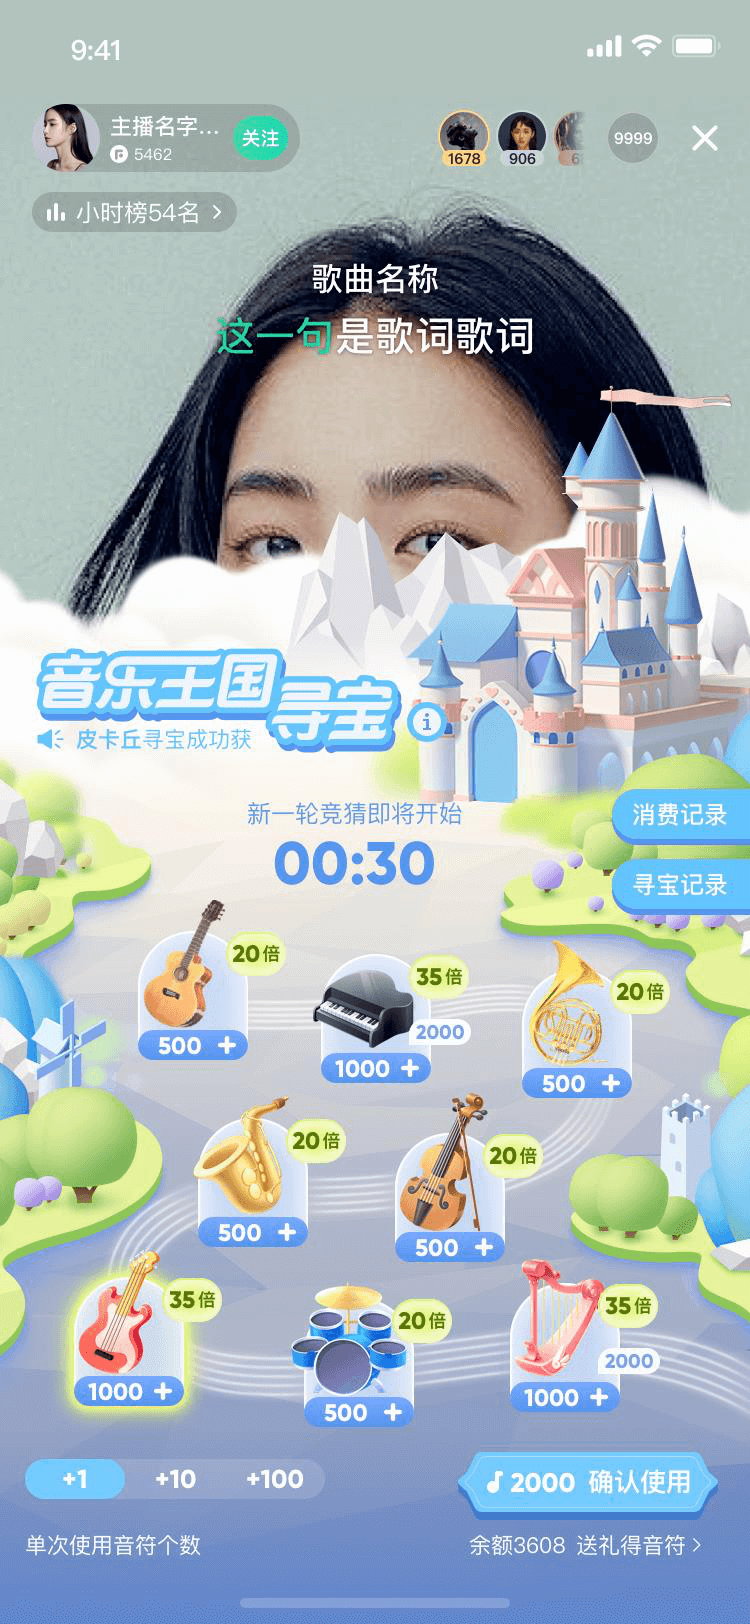 9:41
主播名字...
5462
关注
1678
906
6
9999
小时榜54名
歌曲名称
这一句是歌词歌词
音乐王国
寻宝
皮卡丘寻宝成功获
新一轮竞猜即将开始
00:30
消费记录
寻宝记录
20倍
500 +
35倍
2000
1000 +
20倍
500 +
20倍
500 +
20倍
500 +
35倍
1000 +
20倍
500 +
35倍
2000
1000 +
+1 +10 +100
2000 确认使用
单次使用音符个数
余额3608 送礼得音符